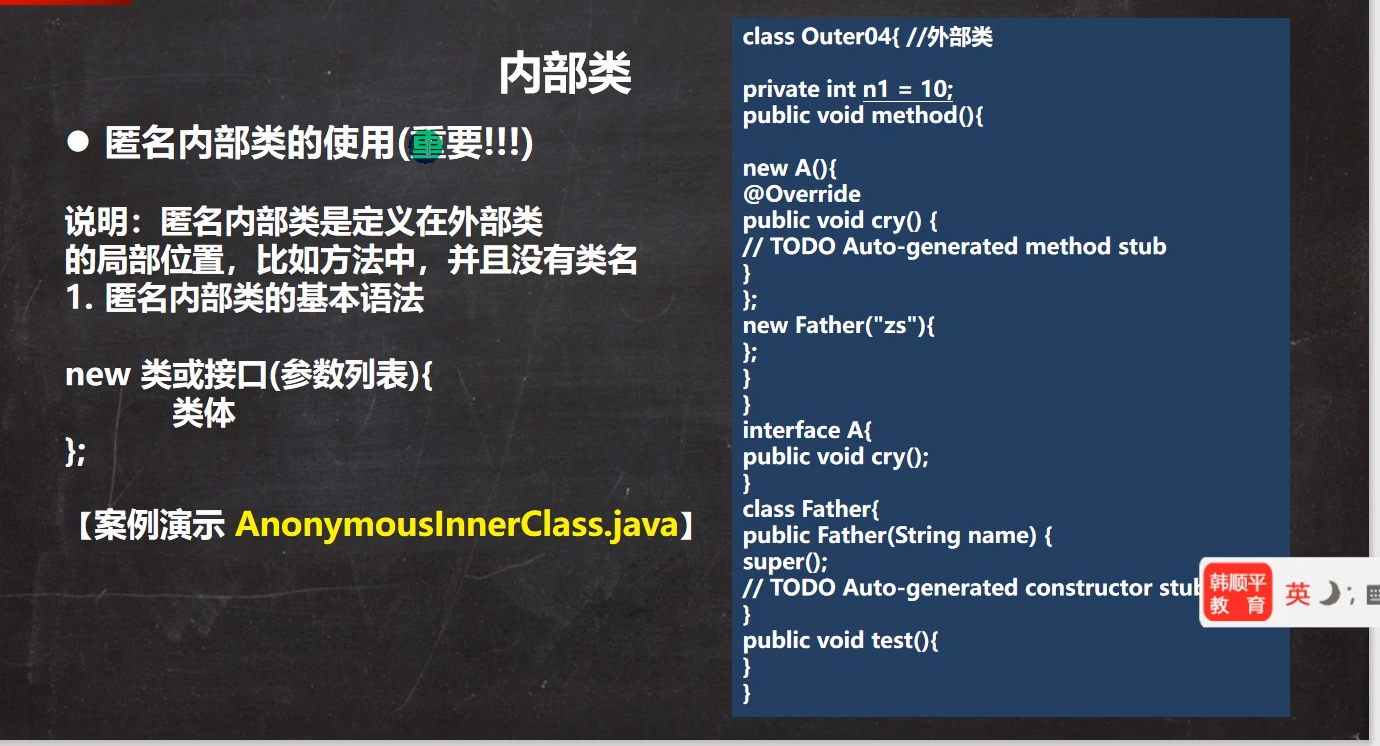 内部类
● 匿名内部类的使用(重要!!!)
说明：匿名内部类是定义在外部类
的局部位置，比如方法中，并且没有类名
1. 匿名内部类的基本语法
new 类或接口(参数列表){
类体
};
【案例演示 AnonymousInnerClass.java】
class Outer04{ //外部类
private int n1 = 10;
public void method(){
new A(){
@Override
public void cry() {
// TODO Auto-generated method stub
}
};
new Father("zs"){
};
}
}
interface A{
public void cry();
}
class Father{
public Father(String name) {
super();
// TODO Auto-generated constructor stub
}
public void test(){
}
}
韩顺平
教 育
英